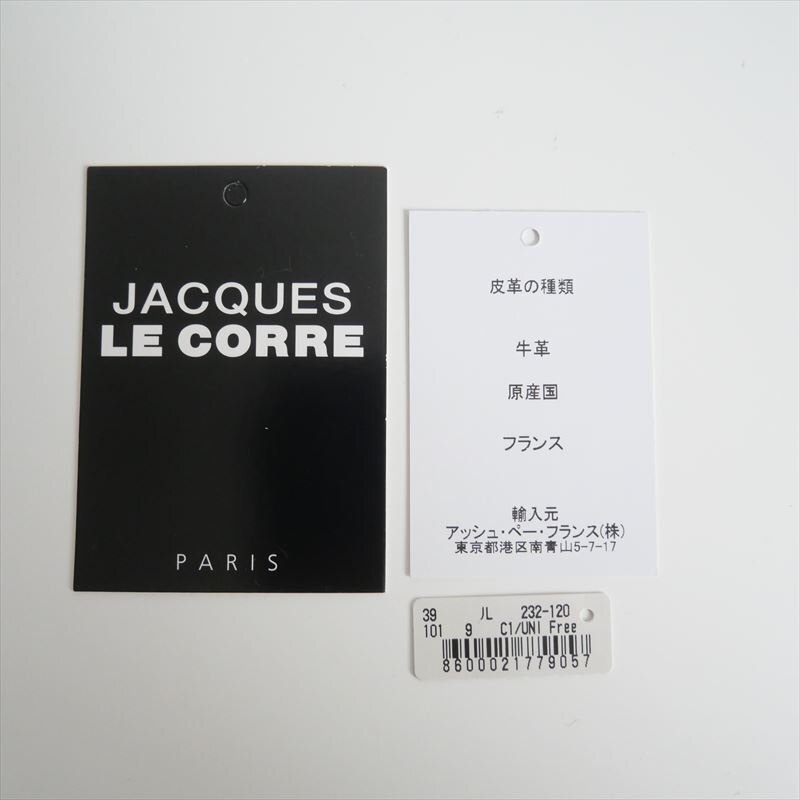 JACQUES
LE CORRE
PARIS
皮革の種類
牛革
原産国
フランス
輸入元
アッシュ・ペー・フランス(株)
東京都港区南青山5-7-17
39 ル 232-120
101 9 C1/UNI Free
8600021779057